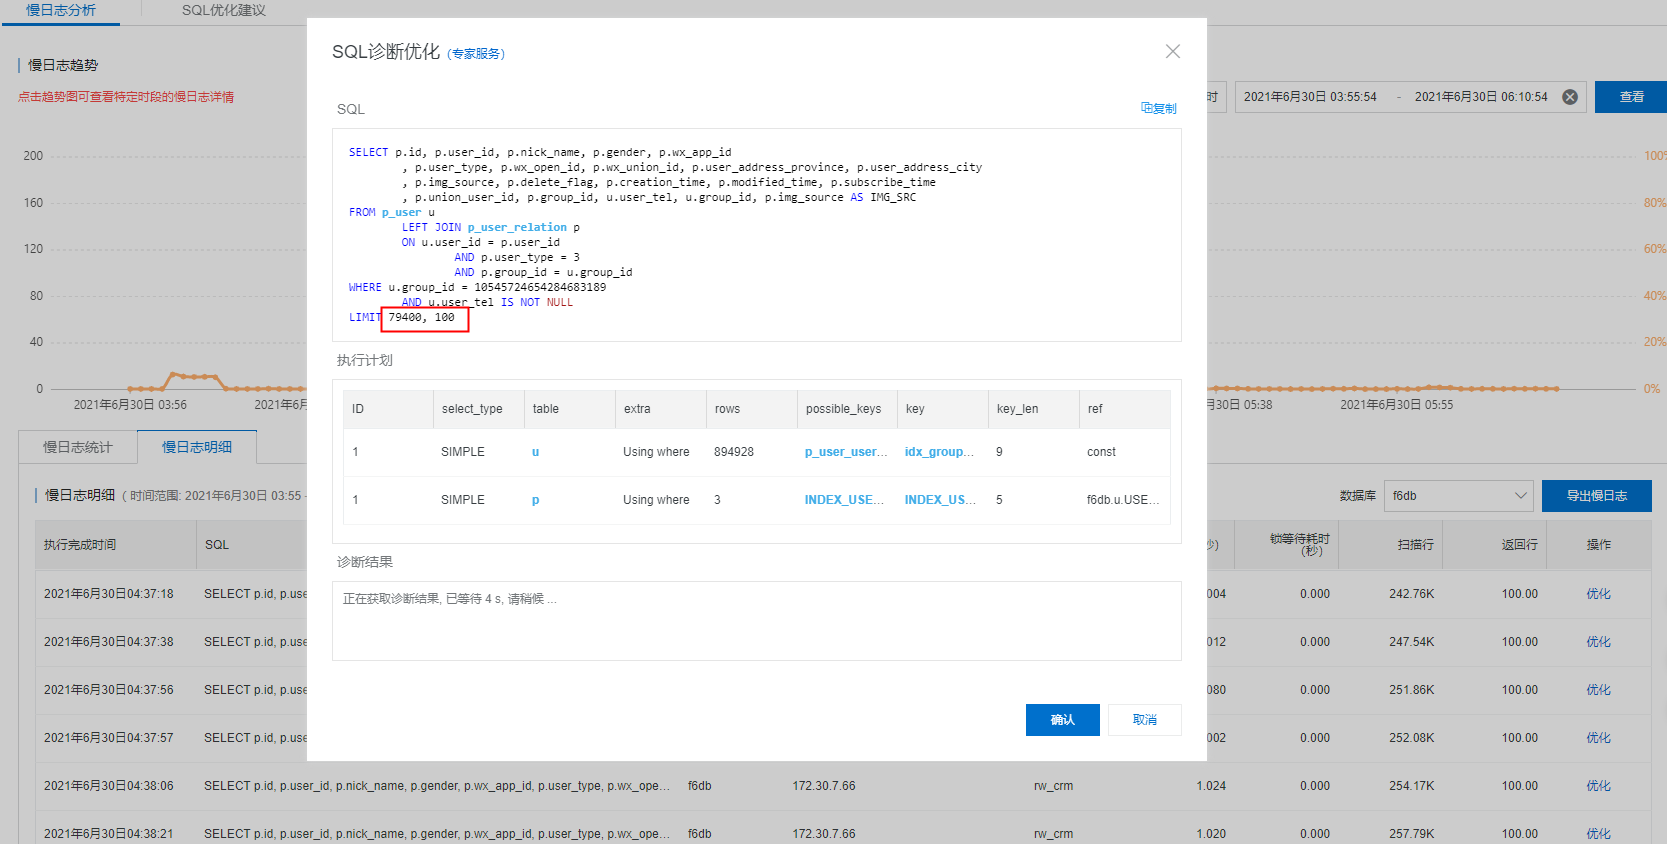 慢日志分析
SQL优化建议
慢日志趋势
点击趋势图可查看特定时段的慢日志详情
时
2021年6月30日 03:55:54 - 2021年6月30日 06:10:54
查看
200
160
120
80
40
0
100%
80%
60%
40%
20%
0%
2021年6月30日 03:56
2021年6月
月30日 05:38
2021年6月30日 05:55
慢日志统计
慢日志明细
慢日志明细 ( 时间范围: 2021年6月30日 03:55 -
数据库
f6db
导出慢日志
执行完成时间
SQL
秒)
锁等待耗时
(秒)
扫描行
返回行
操作
2021年6月30日04:37:18 SELECT p.id, p.use 004 0.000 242.76K 100.00 优化
2021年6月30日04:37:38 SELECT p.id, p.use 012 0.000 247.54K 100.00 优化
2021年6月30日04:37:56 SELECT p.id, p.use 080 0.000 251.86K 100.00 优化
2021年6月30日04:37:57 SELECT p.id, p.use 002 0.000 252.08K 100.00 优化
2021年6月30日04:38:06 SELECT p.id, p.user_id, p.nick_name, p.gender, p.wx_app_id, p.user_type, p.wx_ope... f6db 172.30.7.66 rw_crm 1.024 0.000 254.17K 100.00 优化
2021年6月30日04:38:21 SELECT p.id, p.user_id, p.nick_name, p.gender, p.wx_app_id, p.user_type, p.wx_ope... f6db 172.30.7.66 rw_crm 1.020 0.000 257.79K 100.00 优化
SQL诊断优化 (专家服务)
SQL
复制
SELECT p.id, p.user_id, p.nick_name, p.gender, p.wx_app_id
, p.user_type, p.wx_open_id, p.wx_union_id, p.user_address_province, p.user_address_city
, p.img_source, p.delete_flag, p.creation_time, p.modified_time, p.subscribe_time
, p.union_user_id, p.group_id, u.user_tel, u.group_id, p.img_source AS IMG_SRC
FROM p_user u
LEFT JOIN p_user_relation p
ON u.user_id = p.user_id
AND p.user_type = 3
AND p.group_id = u.group_id
WHERE u.group_id = 10545724654284683189
AND u.user_tel IS NOT NULL
LIMIT 79400, 100
执行计划
ID select_type table extra rows possible_keys key key_len ref
1 SIMPLE u Using where 894928 p_user_user... idx_group... 9 const
1 SIMPLE p Using where 3 INDEX_USE... INDEX_US... 5 f6db.u.USE...
诊断结果
正在获取诊断结果, 已等待 4 s, 请稍候 ...
确认
取消